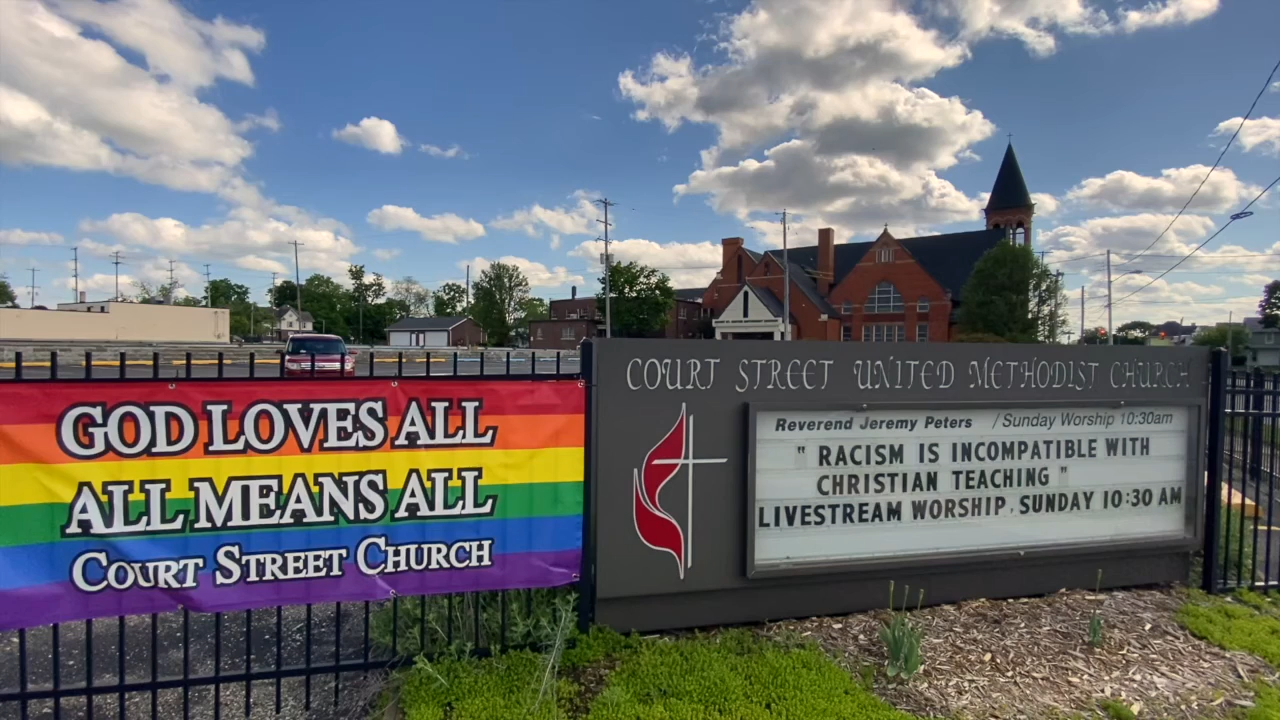 GOD LOVES ALL
ALL MEANS ALL
COURT STREET CHURCH
COURT STREET UNITED METHODIST CHURCH
Reverend Jeremy Peters / Sunday Worship 10:30am
" RACISM IS INCOMPATIBLE WITH
CHRISTIAN TEACHING "
LIVESTREAM WORSHIP. SUNDAY 10:30 AM